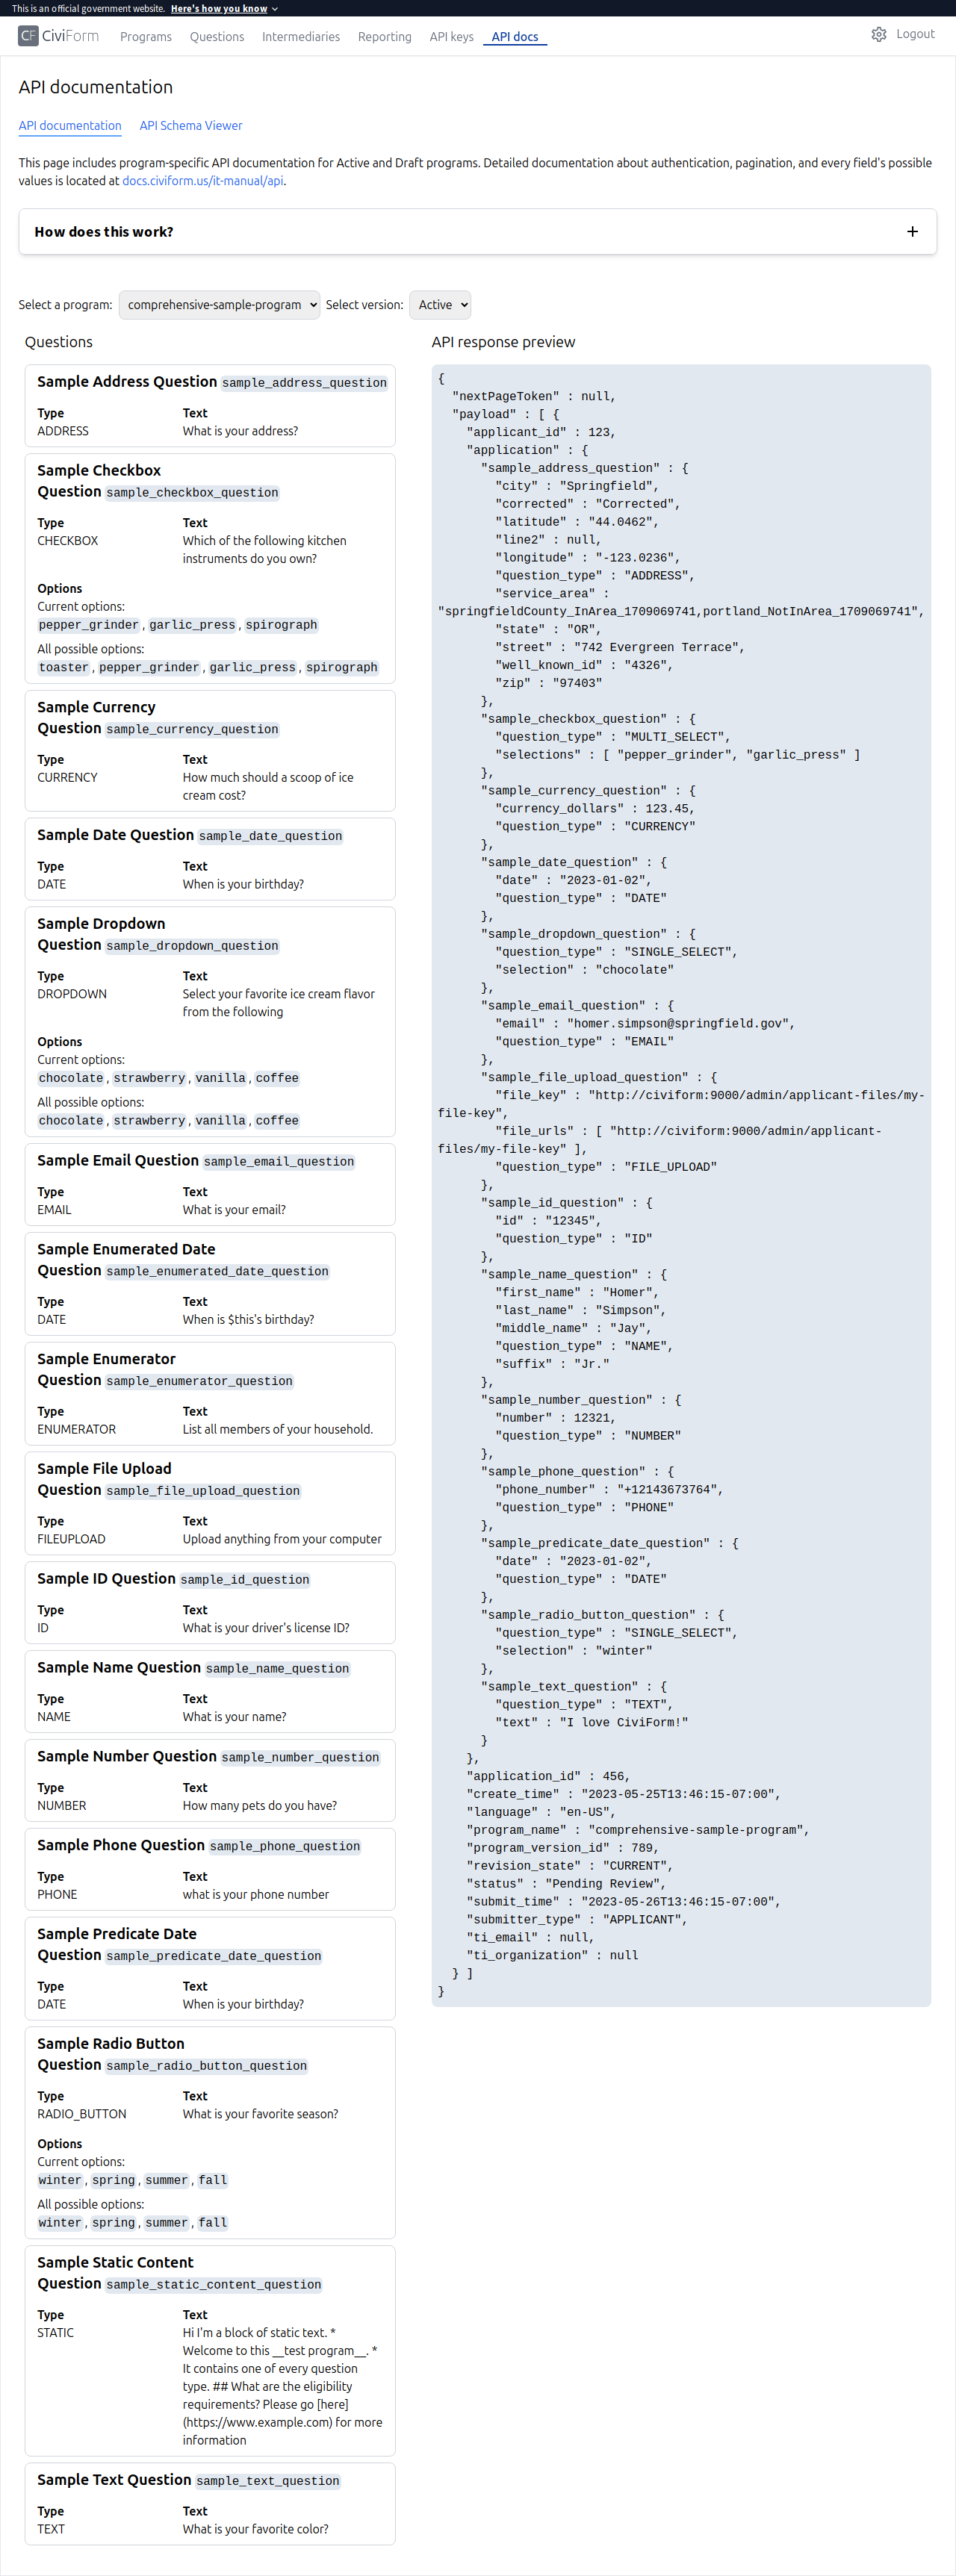 This is an official government website. Here's how you know
CF CiviForm Programs Questions Intermediaries Reporting API keys API docs Logout
API documentation
API documentation API Schema Viewer
This page includes program-specific API documentation for Active and Draft programs. Detailed documentation about authentication, pagination, and every field's possible
values is located at docs.civiform.us/it-manual/api.
How does this work? +
Select a program: comprehensive-sample-program Select version: Active
Questions
Sample Address Question sample_address_question
Type Text
ADDRESS What is your address?
Sample Checkbox
Question sample_checkbox_question
Type Text
CHECKBOX Which of the following kitchen
instruments do you own?
Options
Current options:
pepper_grinder , garlic_press , spirograph
All possible options:
toaster , pepper_grinder , garlic_press , spirograph
Sample Currency
Question sample_currency_question
Type Text
CURRENCY How much should a scoop of ice
cream cost?
Sample Date Question sample_date_question
Type Text
DATE When is your birthday?
Sample Dropdown
Question sample_dropdown_question
Type Text
DROPDOWN Select your favorite ice cream flavor
from the following
Options
Current options:
chocolate , strawberry , vanilla , coffee
All possible options:
chocolate , strawberry , vanilla , coffee
Sample Email Question sample_email_question
Type Text
EMAIL What is your email?
Sample Enumerated Date
Question sample_enumerated_date_question
Type Text
DATE When is $this's birthday?
Sample Enumerator
Question sample_enumerator_question
Type Text
ENUMERATOR List all members of your household.
Sample File Upload
Question sample_file_upload_question
Type Text
FILEUPLOAD Upload anything from your computer
Sample ID Question sample_id_question
Type Text
ID What is your driver's license ID?
Sample Name Question sample_name_question
Type Text
NAME What is your name?
Sample Number Question sample_number_question
Type Text
NUMBER How many pets do you have?
Sample Phone Question sample_phone_question
Type Text
PHONE what is your phone number
Sample Predicate Date
Question sample_predicate_date_question
Type Text
DATE When is your birthday?
Sample Radio Button
Question sample_radio_button_question
Type Text
RADIO_BUTTON What is your favorite season?
Options
Current options:
winter , spring , summer , fall
All possible options:
winter , spring , summer , fall
Sample Static Content
Question sample_static_content_question
Type Text
STATIC Hi I'm a block of static text. *
Welcome to this __test program__. *
It contains one of every question
type. ## What are the eligibility
requirements? Please go [here]
(https://www.example.com) for more
information
Sample Text Question sample_text_question
Type Text
TEXT What is your favorite color?
API response preview
{
"nextPageToken" : null,
"payload" : [ {
"applicant_id" : 123,
"application" : {
"sample_address_question" : {
"city" : "Springfield",
"corrected" : "Corrected",
"latitude" : "44.0462",
"line2" : null,
"longitude" : "-123.0236",
"question_type" : "ADDRESS",
"service_area" :
"springfieldCounty_InArea_1709069741,portland_NotInArea_1709069741",
"state" : "OR",
"street" : "742 Evergreen Terrace",
"well_known_id" : "4326",
"zip" : "97403"
},
"sample_checkbox_question" : {
"question_type" : "MULTI_SELECT",
"selections" : [ "pepper_grinder", "garlic_press" ]
},
"sample_currency_question" : {
"currency_dollars" : 123.45,
"question_type" : "CURRENCY"
},
"sample_date_question" : {
"date" : "2023-01-02",
"question_type" : "DATE"
},
"sample_dropdown_question" : {
"question_type" : "SINGLE_SELECT",
"selection" : "chocolate"
},
"sample_email_question" : {
"email" : "homer.simpson@springfield.gov",
"question_type" : "EMAIL"
},
"sample_file_upload_question" : {
"file_key" : "http://civiform:9000/admin/applicant-files/my-
file-key",
"file_urls" : [ "http://civiform:9000/admin/applicant-
files/my-file-key" ],
"question_type" : "FILE_UPLOAD"
},
"sample_id_question" : {
"id" : "12345",
"question_type" : "ID"
},
"sample_name_question" : {
"first_name" : "Homer",
"last_name" : "Simpson",
"middle_name" : "Jay",
"question_type" : "NAME",
"suffix" : "Jr."
},
"sample_number_question" : {
"number" : 12321,
"question_type" : "NUMBER"
},
"sample_phone_question" : {
"phone_number" : "+12143673764",
"question_type" : "PHONE"
},
"sample_predicate_date_question" : {
"date" : "2023-01-02",
"question_type" : "DATE"
},
"sample_radio_button_question" : {
"question_type" : "SINGLE_SELECT",
"selection" : "winter"
},
"sample_text_question" : {
"question_type" : "TEXT",
"text" : "I love CiviForm!"
}
},
"application_id" : 456,
"create_time" : "2023-05-25T13:46:15-07:00",
"language" : "en-US",
"program_name" : "comprehensive-sample-program",
"program_version_id" : 789,
"revision_state" : "CURRENT",
"status" : "Pending Review",
"submit_time" : "2023-05-26T13:46:15-07:00",
"submitter_type" : "APPLICANT",
"ti_email" : null,
"ti_organization" : null
} ]
}